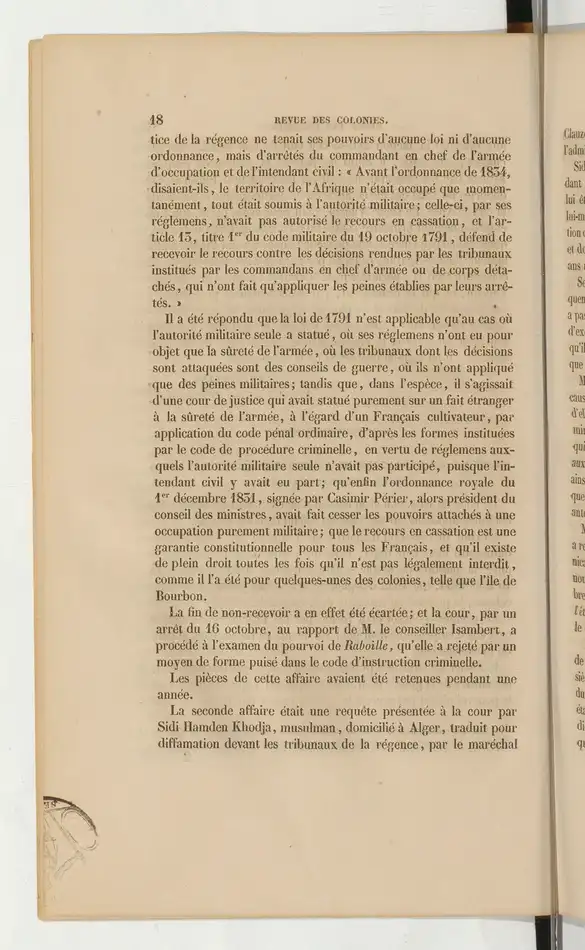 18 REVUE DES COLONIES.
tice de la régence ne tenait ses pouvoirs d'aucune loi ni d'aucune
ordonnance, mais d'arrêtés du commandant en chef de l'armée
d'occupation et de l'intendant civil : « Avant l'ordonnance de 1834,
disaient-ils, le territoire de l'Afrique n'était occupé que momen-
tanément, tout était soumis à l'autorité militaire; celle-ci, par ses
réglemens, n'avait pas autorisé le recours en cassation, et l'ar-
ticle 15, titre 1er du code militaire du 19 octobre 1791, défend de
recevoir le recours contre les décisions rendues par les tribunaux
institués par les commandans en chef d'armée ou de corps déta-
chés, qui n'ont fait qu'appliquer les peines établies par leurs arrê-
tés. »
Il a été répondu que la loi de 1791 n'est applicable qu'au cas où
l'autorité militaire seule a statué, où ses réglemens n'ont eu pour
objet que la sûreté de l'armée, où les tribunaux dont les décisions
sont attaquées sont des conseils de guerre, où ils n'ont appliqué
que des peines militaires; tandis que, dans l'espèce, il s'agissait
d'une cour de justice qui avait statué purement sur un fait étranger
à la sûreté de l'armée, à l'égard d'un Français cultivateur, par
application du code pénal ordinaire, d'après les formes instituées
par le code de procédure criminelle, en vertu de réglemens aux-
quels l'autorité militaire seule n'avait pas participé, puisque l'in-
tendant civil y avait eu part; qu'enfin l'ordonnance royale du
1er décembre 1831, signée par Casimir Périer, alors président du
conseil des ministres, avait fait cesser les pouvoirs attachés à une
occupation purement militaire; que le recours en cassation est une
garantie constitutionnelle pour tous les Français, et qu'il existe
de plein droit toutes les fois qu'il n'est pas légalement interdit,
comme il l'a été pour quelques-unes des colonies, telle que l'île de
Bourbon.
La fin de non-recevoir a en effet été écartée; et la cour, par un
arrêt du 16 octobre, au rapport de M. le conseiller Isambert, a
procédé à l'examen du pourvoi de Raboille, qu'elle a rejeté par un
moyen de forme puisé dans le code d'instruction criminelle.
Les pièces de cette affaire avaient été retenues pendant une
année.
La seconde affaire était une requête présentée à la cour par
Sidi Hamden Khodja, musulman, domicilié à Alger, traduit pour
diffamation devant les tribunaux de la régence, par le maréchal